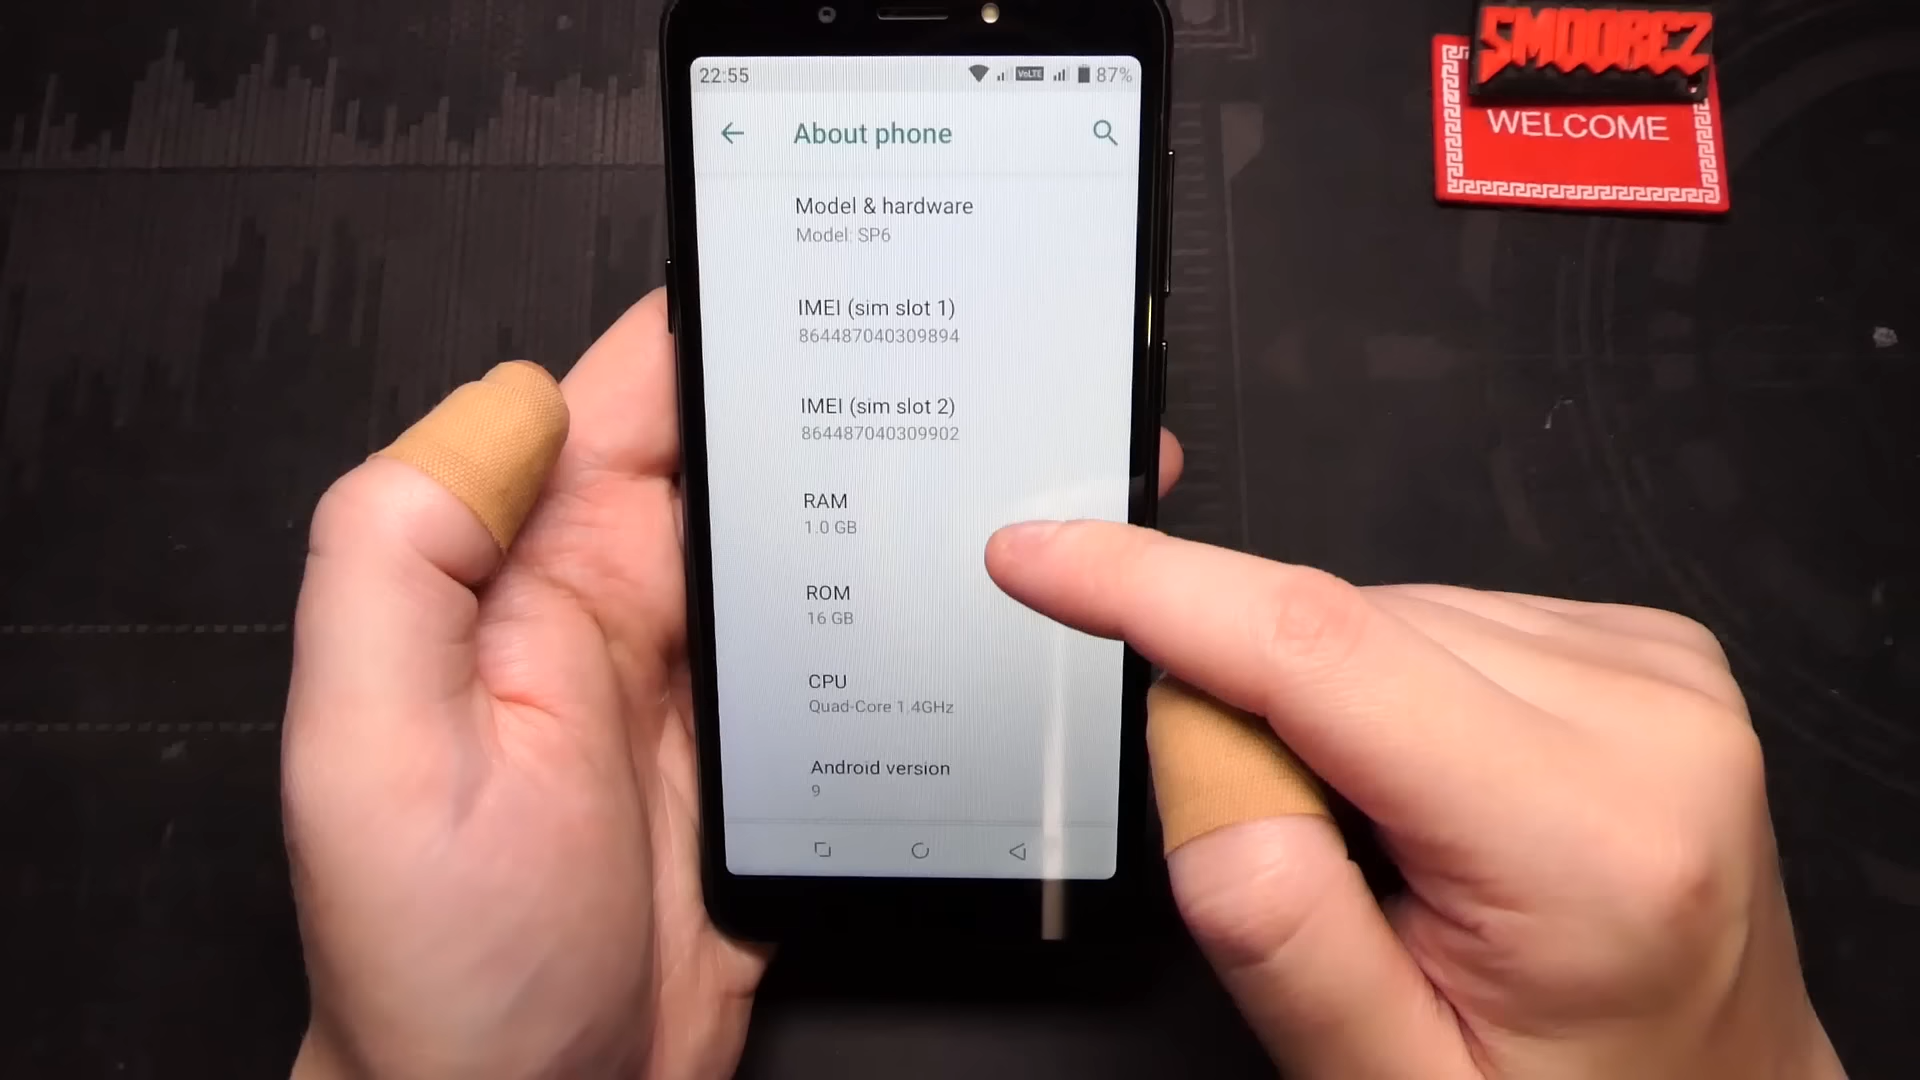 22:55
VoLTE
87%
About phone
Model & hardware
Model: SP6
IMEI (sim slot 1)
864487040309894
IMEI (sim slot 2)
864487040309902
RAM
1.0 GB
ROM
16 GB
CPU
Quad-Core 1.4GHz
Android version
9
SMOOREZ
WELCOME